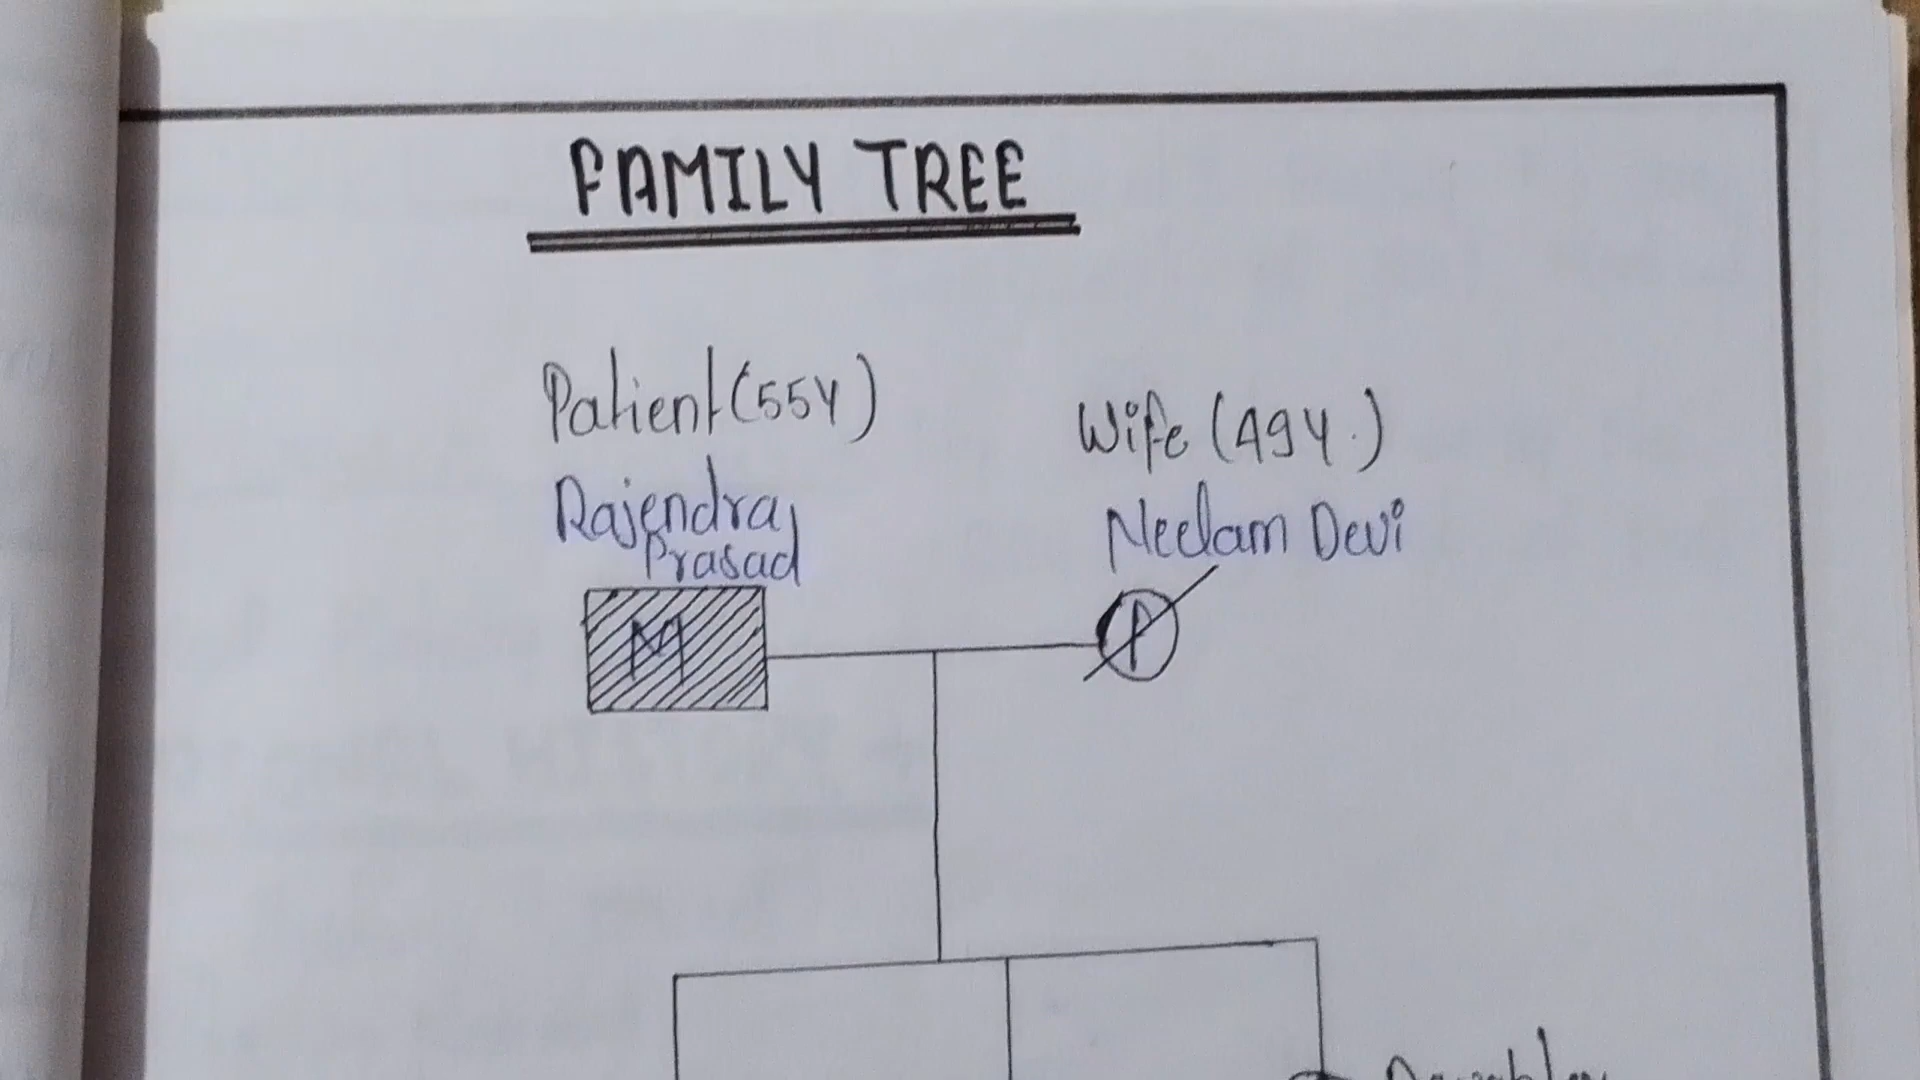 FAMILY TREE
Patient (55Y)
Wife (49Y.)
Rajendra
Prasad
Neelam Devi
M